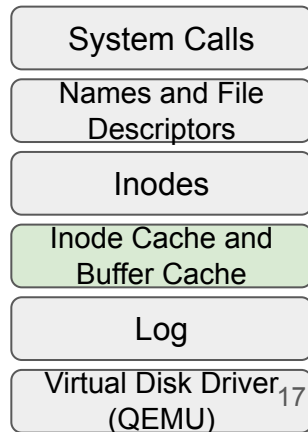 System Calls
Names and File
Descriptors
Inodes
Inode Cache and
Buffer Cache
Log
Virtual Disk Driver
(QEMU)
17